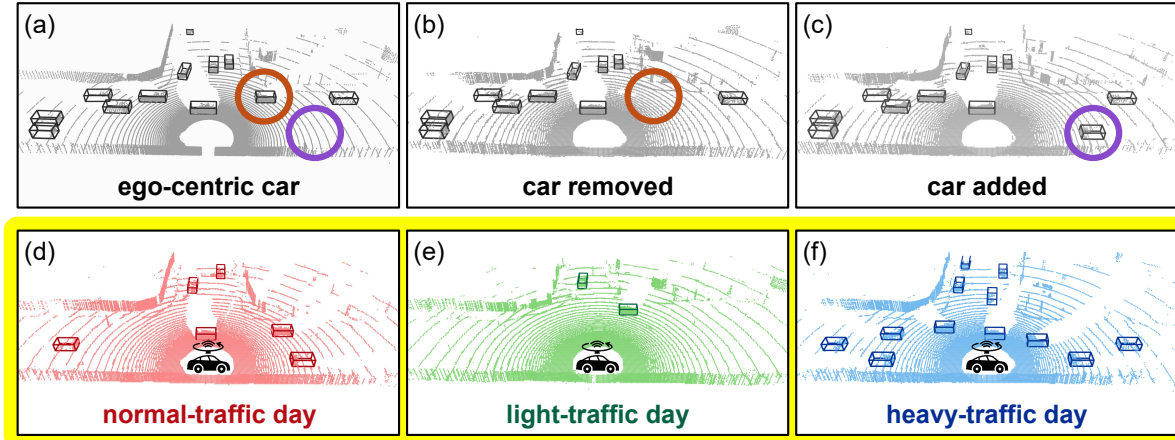 (a)
ego-centric car
(b)
car removed
(c)
car added
(d)
normal-traffic day
(e)
light-traffic day
(f)
heavy-traffic day